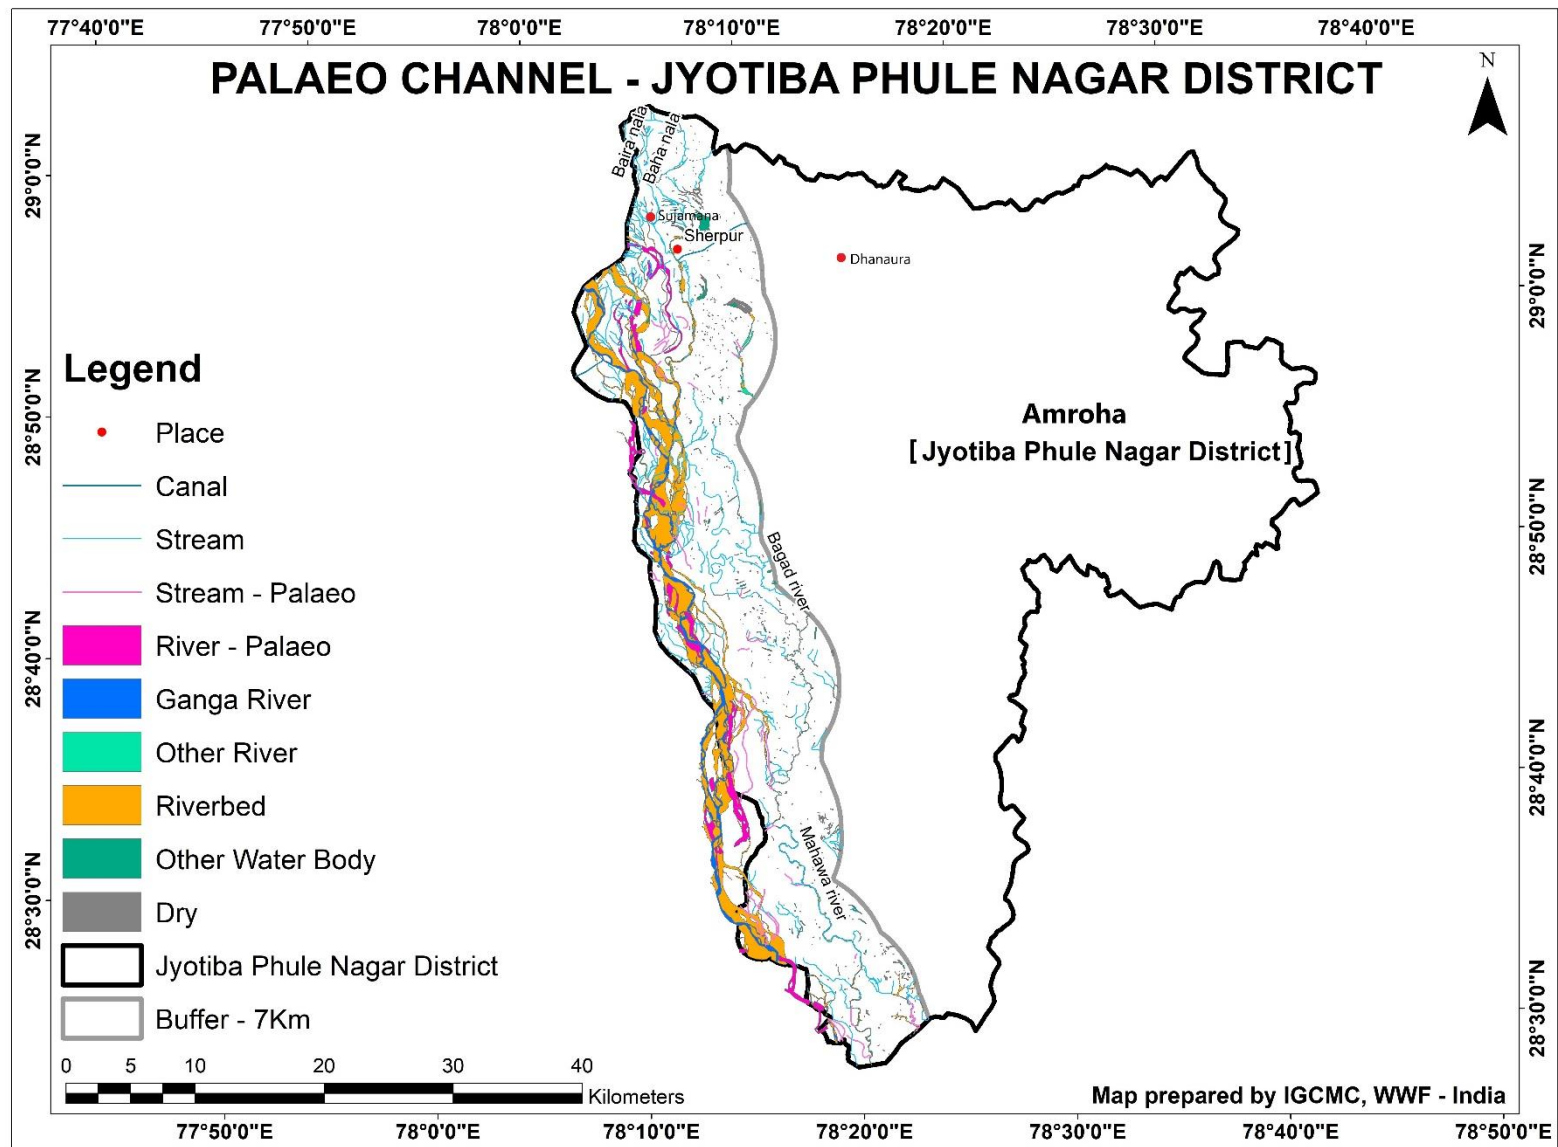 77°40'0"E 77°50'0"E 78°0'0"E 78°10'0"E 78°20'0"E 78°30'0"E 78°40'0"E
PALAEO CHANNEL - JYOTIBA PHULE NAGAR DISTRICT
N
29°0'0"N
28°50'0"N
28°40'0"N
28°30'0"N
29°0'0"N
28°50'0"N
28°40'0"N
28°30'0"N
Baira nala
Baha nala
Sujamana
Sherpur
Dhanaura
Amroha
[Jyotiba Phule Nagar District]
Bagad river
Mahawa river
Legend
Place
Canal
Stream
Stream - Palaeo
River - Palaeo
Ganga River
Other River
Riverbed
Other Water Body
Dry
Jyotiba Phule Nagar District
Buffer - 7Km
0 5 10 20 30 40
Kilometers
Map prepared by IGCMC, WWF - India
77°50'0"E 78°0'0"E 78°10'0"E 78°20'0"E 78°30'0"E 78°40'0"E 78°50'0"E